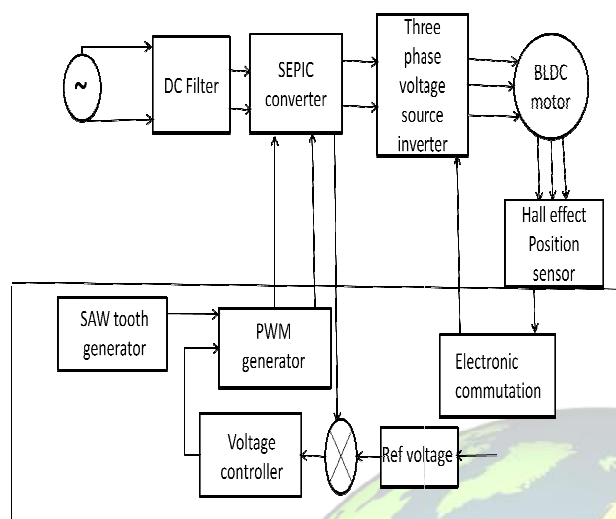 ~
DC Filter
SEPIC
converter
Three
phase
voltage
source
inverter
BLDC
motor
Hall effect
Position
sensor
SAW tooth
generator
PWM
generator
Electronic
commutation
Voltage
controller
Ref voltage